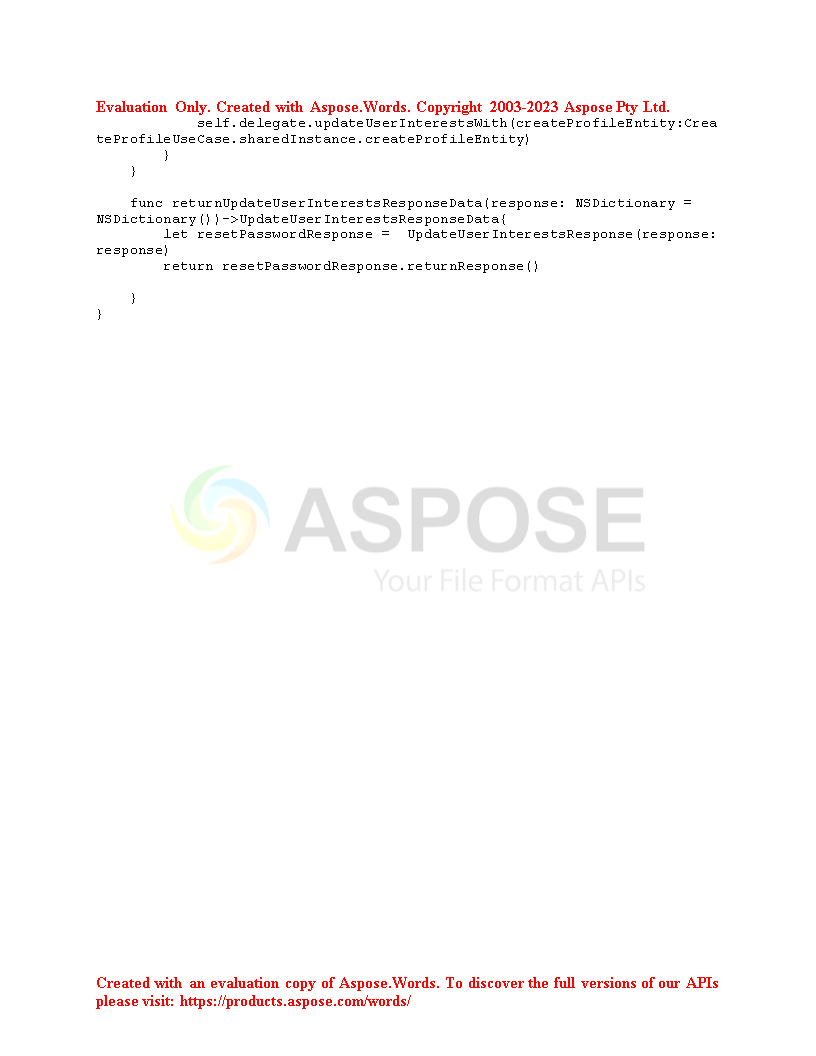 Evaluation Only. Created with Aspose.Words. Copyright 2003-2023 Aspose Pty Ltd.
            self.delegate.updateUserInterestsWith(createProfileEntity:Crea
teProfileUseCase.sharedInstance.createProfileEntity)
        }
    }

    func returnUpdateUserInterestsResponseData(response: NSDictionary =
NSDictionary())->UpdateUserInterestsResponseData{
        let resetPasswordResponse =  UpdateUserInterestsResponse(response:
response)
        return resetPasswordResponse.returnResponse()

    }
}
ASPOSE
Your File Format APIs
Created with an evaluation copy of Aspose.Words. To discover the full versions of our APIs
please visit: https://products.aspose.com/words/